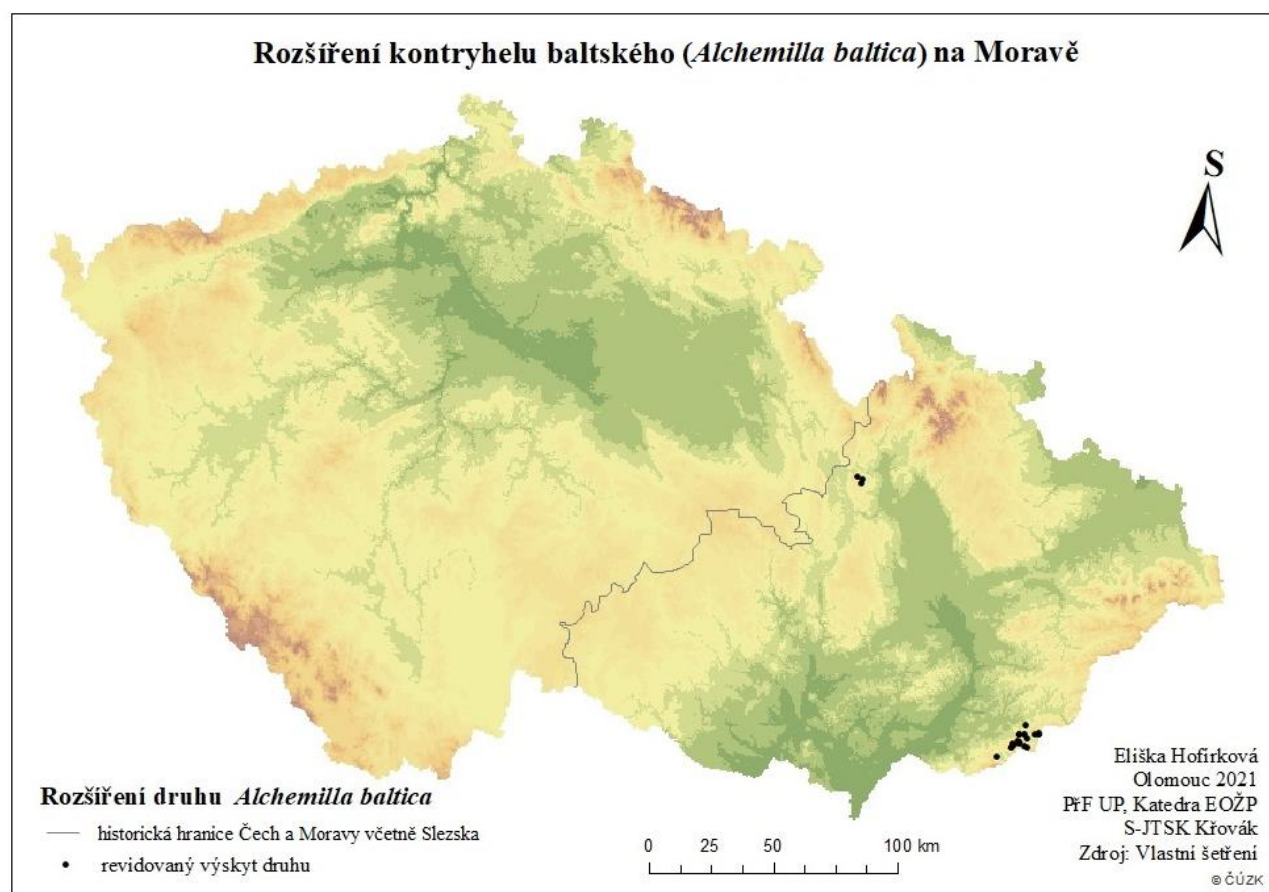 Rozšíření kontryhelu baltského (Alchemilla baltica) na Moravě
S
Rozšíření druhu Alchemilla baltica
historická hranice Čech a Moravy včetně Slezska
revidovaný výskyt druhu
0 25 50 100 km
Eliška Hofírková
Olomouc 2021
PřF UP, Katedra EOŽP
S-JTSK Křovák
Zdroj: Vlastní šetření
© ČÚZK